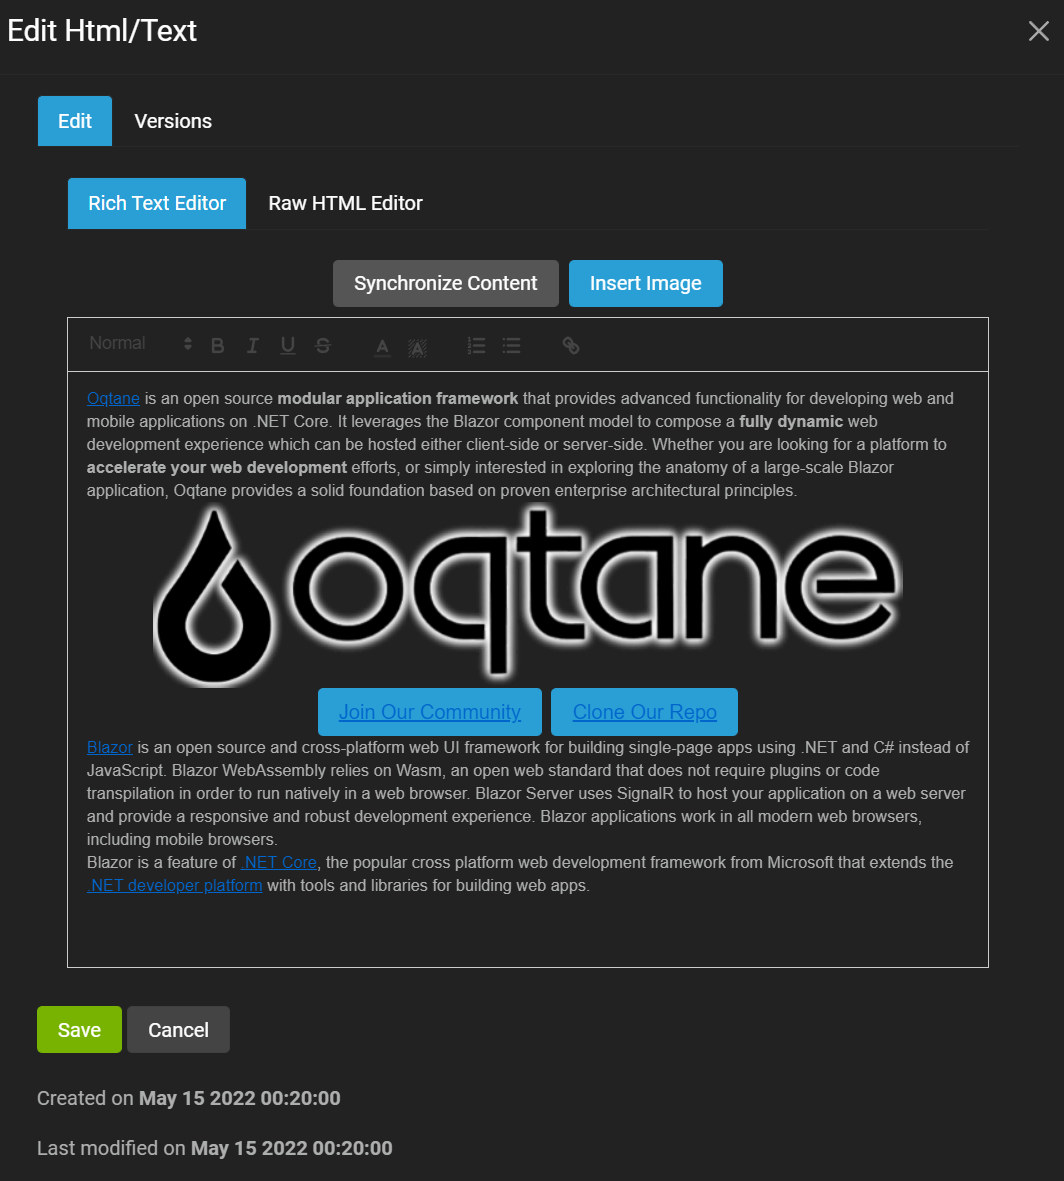 Edit Html/Text
Edit Versions
Rich Text Editor Raw HTML Editor
Synchronize Content Insert Image
Normal B I U S A A
Oqtane is an open source modular application framework that provides advanced functionality for developing web and
mobile applications on .NET Core. It leverages the Blazor component model to compose a fully dynamic web
development experience which can be hosted either client-side or server-side. Whether you are looking for a platform to
accelerate your web development efforts, or simply interested in exploring the anatomy of a large-scale Blazor
application, Oqtane provides a solid foundation based on proven enterprise architectural principles.
oqtane
Join Our Community Clone Our Repo
Blazor is an open source and cross-platform web UI framework for building single-page apps using .NET and C# instead of
JavaScript. Blazor WebAssembly relies on Wasm, an open web standard that does not require plugins or code
transpilation in order to run natively in a web browser. Blazor Server uses SignalR to host your application on a web server
and provide a responsive and robust development experience. Blazor applications work in all modern web browsers,
including mobile browsers.
Blazor is a feature of .NET Core, the popular cross platform web development framework from Microsoft that extends the
.NET developer platform with tools and libraries for building web apps.
Save Cancel
Created on May 15 2022 00:20:00
Last modified on May 15 2022 00:20:00